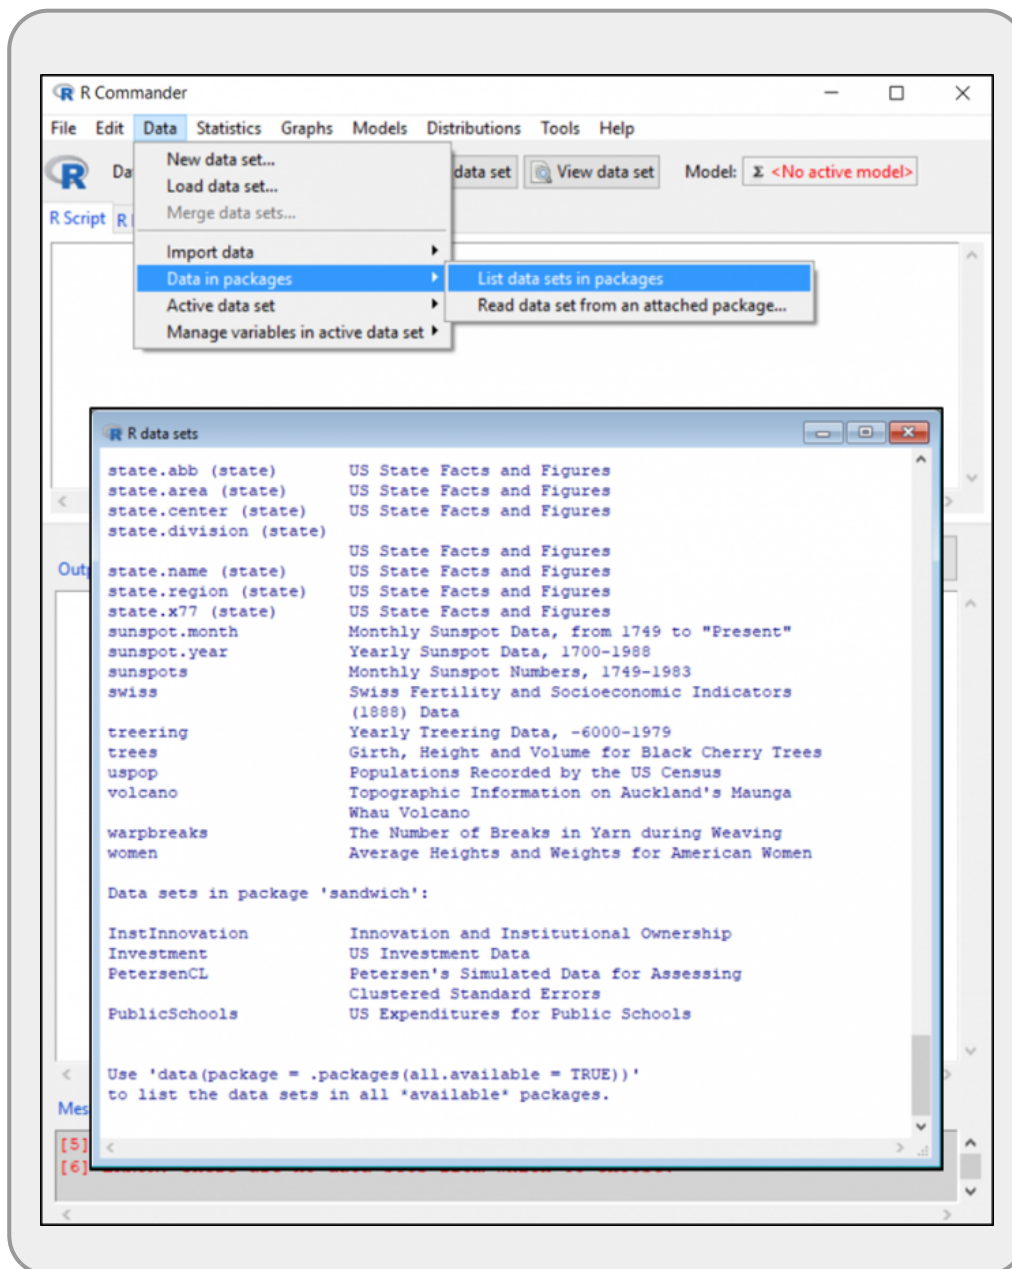 R Commander
File Edit Data Statistics Graphs Models Distributions Tools Help
New data set...
Load data set...
Merge data sets...
Import data
Data in packages
Active data set
Manage variables in active data set
List data sets in packages
Read data set from an attached package...
R Da data set View data set Model: Σ <No active model>
R Script R
R data sets
state.abb (state) US State Facts and Figures
state.area (state) US State Facts and Figures
state.center (state) US State Facts and Figures
state.division (state)
US State Facts and Figures
state.name (state) US State Facts and Figures
state.region (state) US State Facts and Figures
state.x77 (state) US State Facts and Figures
sunspot.month Monthly Sunspot Data, from 1749 to "Present"
sunspot.year Yearly Sunspot Data, 1700-1988
sunspots Monthly Sunspot Numbers, 1749-1983
swiss Swiss Fertility and Socioeconomic Indicators
(1888) Data
treering Yearly Treering Data, -6000-1979
trees Girth, Height and Volume for Black Cherry Trees
uspop Populations Recorded by the US Census
volcano Topographic Information on Auckland's Maunga
Whau Volcano
warpbreaks The Number of Breaks in Yarn during Weaving
women Average Heights and Weights for American Women
Data sets in package 'sandwich':
InstInnovation Innovation and Institutional Ownership
Investment US Investment Data
PetersenCL Petersen's Simulated Data for Assessing
Clustered Standard Errors
PublicSchools US Expenditures for Public Schools
Use 'data(package = .packages(all.available = TRUE))'
to list the data sets in all *available* packages.
Outp
Mes
[5]
[6]